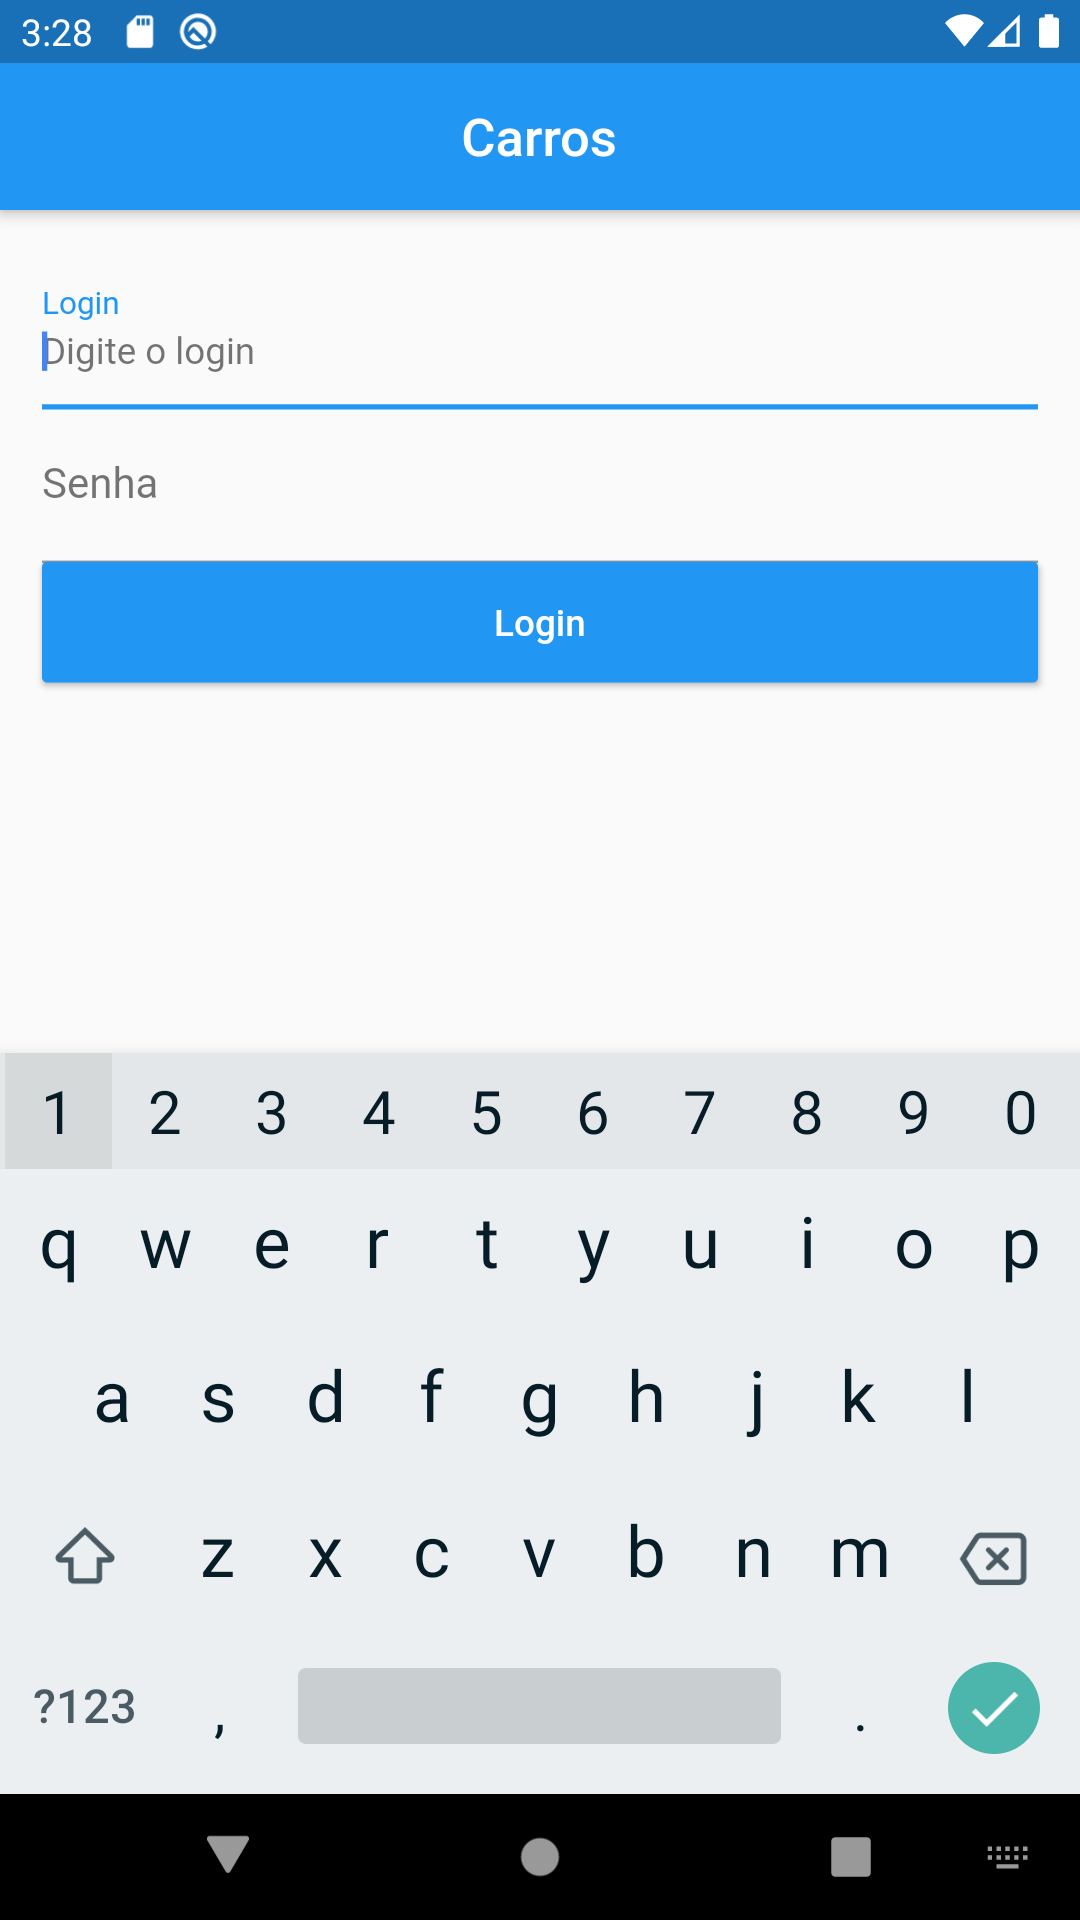 3:28
Carros
Login
Digite o login
Senha
Login
1 2 3 4 5 6 7 8 9 0
q w e r t y u i o p
a s d f g h j k l
z x c v b n m
?123 , .